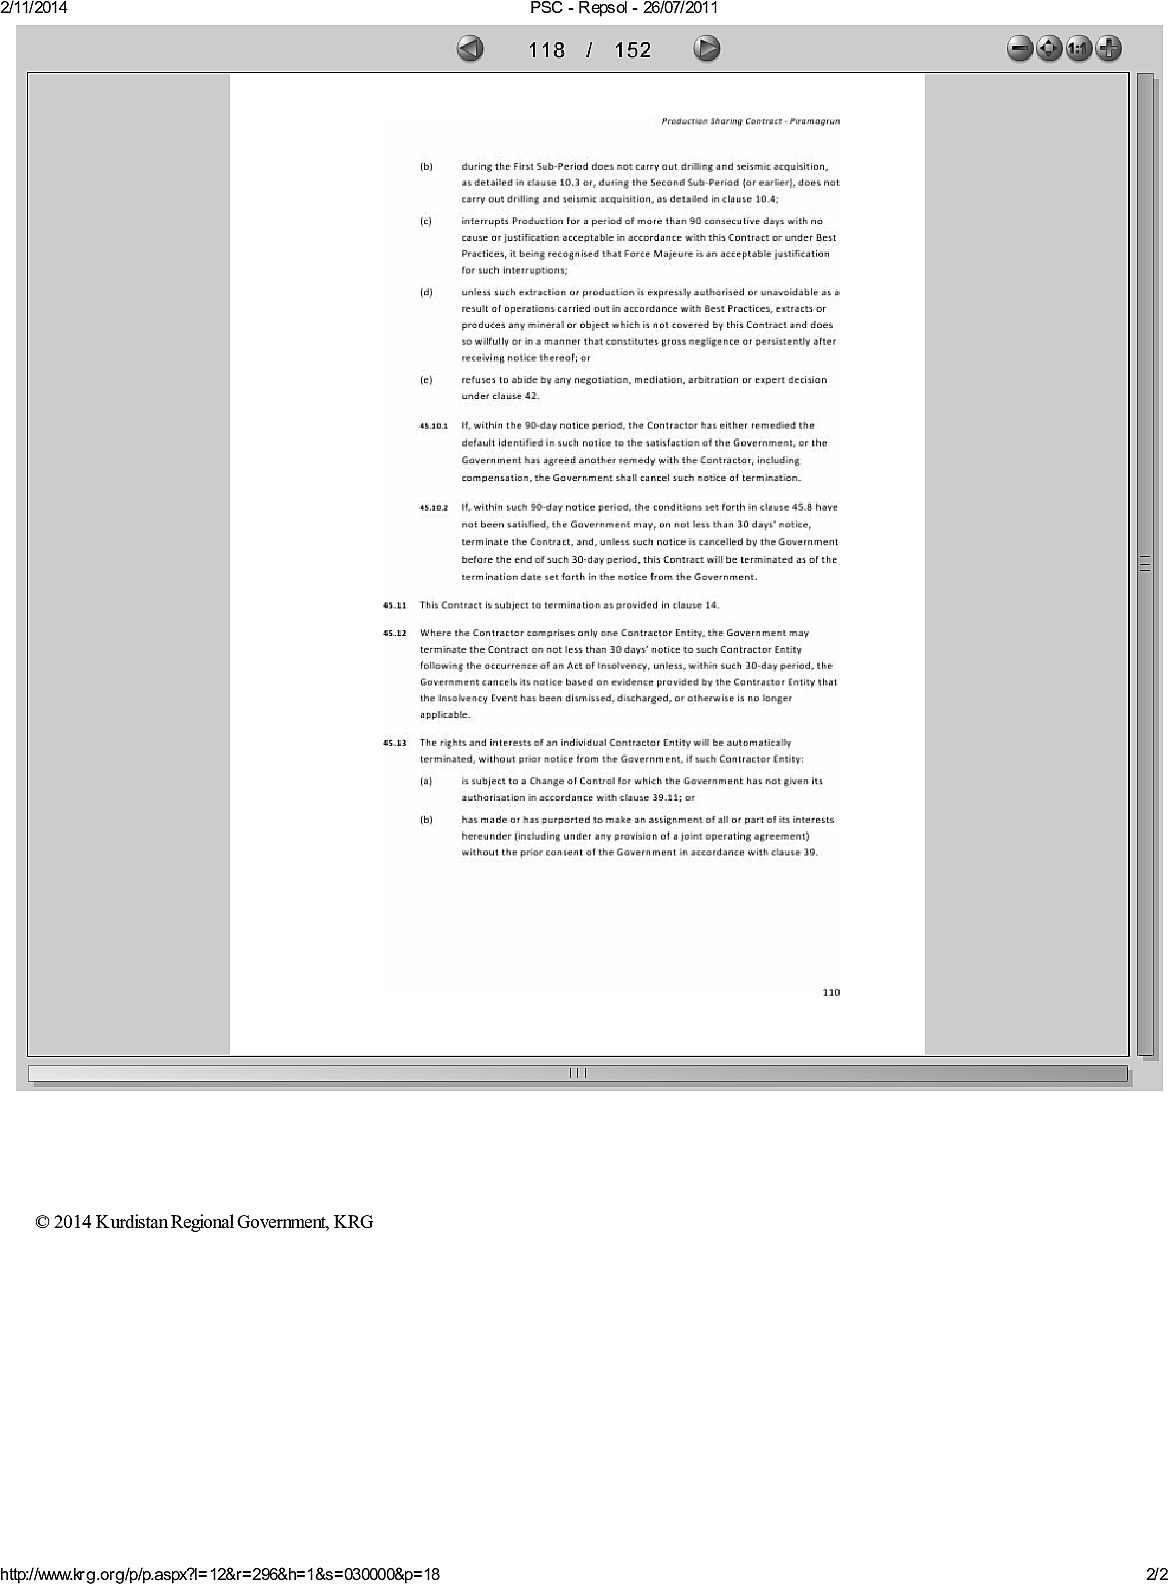 2/11/2014 PSC - Repsol - 26/07/2011
118 / 152
1:1
Production Sharing Contract - Piramagrun
(b) during the First Sub-Period does not carry out drilling and seismic acquisition,
as detailed in clause 10.3 or, during the Second Sub-Period (or earlier), does not
carry out drilling and seismic acquisition, as detailed in clause 10.4;
(c) interrupts Production for a period of more than 90 consecutive days with no
cause or justification acceptable in accordance with this Contract or under Best
Practices, it being recognised that Force Majeure is an acceptable justification
for such interruptions;
(d) unless such extraction or production is expressly authorised or unavoidable as a
result of operations carried out in accordance with Best Practices, extracts or
produces any mineral or object which is not covered by this Contract and does
so wilfully or in a manner that constitutes gross negligence or persistently after
receiving notice thereof; or
(e) refuses to abide by any negotiation, mediation, arbitration or expert decision
under clause 42.
45.10.1 If, within the 90-day notice period, the Contractor has either remedied the
default identified in such notice to the satisfaction of the Government, or the
Government has agreed another remedy with the Contractor, including
compensation, the Government shall cancel such notice of termination.
45.10.2 If, within such 90-day notice period, the conditions set forth in clause 45.8 have
not been satisfied, the Government may, on not less than 30 days' notice,
terminate the Contract, and, unless such notice is cancelled by the Government
before the end of such 30-day period, this Contract will be terminated as of the
termination date set forth in the notice from the Government.
45.11 This Contract is subject to termination as provided in clause 14.
45.12 Where the Contractor comprises only one Contractor Entity, the Government may
terminate the Contract on not less than 30 days' notice to such Contractor Entity
following the occurrence of an Act of Insolvency, unless, within such 30-day period, the
Government cancels its notice based on evidence provided by the Contractor Entity that
the Insolvency Event has been dismissed, discharged, or otherwise is no longer
applicable.
45.13 The rights and interests of an individual Contractor Entity will be automatically
terminated, without prior notice from the Government, if such Contractor Entity:
(a) is subject to a Change of Control for which the Government has not given its
authorisation in accordance with clause 39.11; or
(b) has made or has purported to make an assignment of all or part of its interests
hereunder (including under any provision of a joint operating agreement)
without the prior consent of the Government in accordance with clause 39.
110
© 2014 Kurdistan Regional Government, KRG
http://www.krg.org/p/p.aspx?l=12&r=296&h=1&s=030000&p=18 2/2